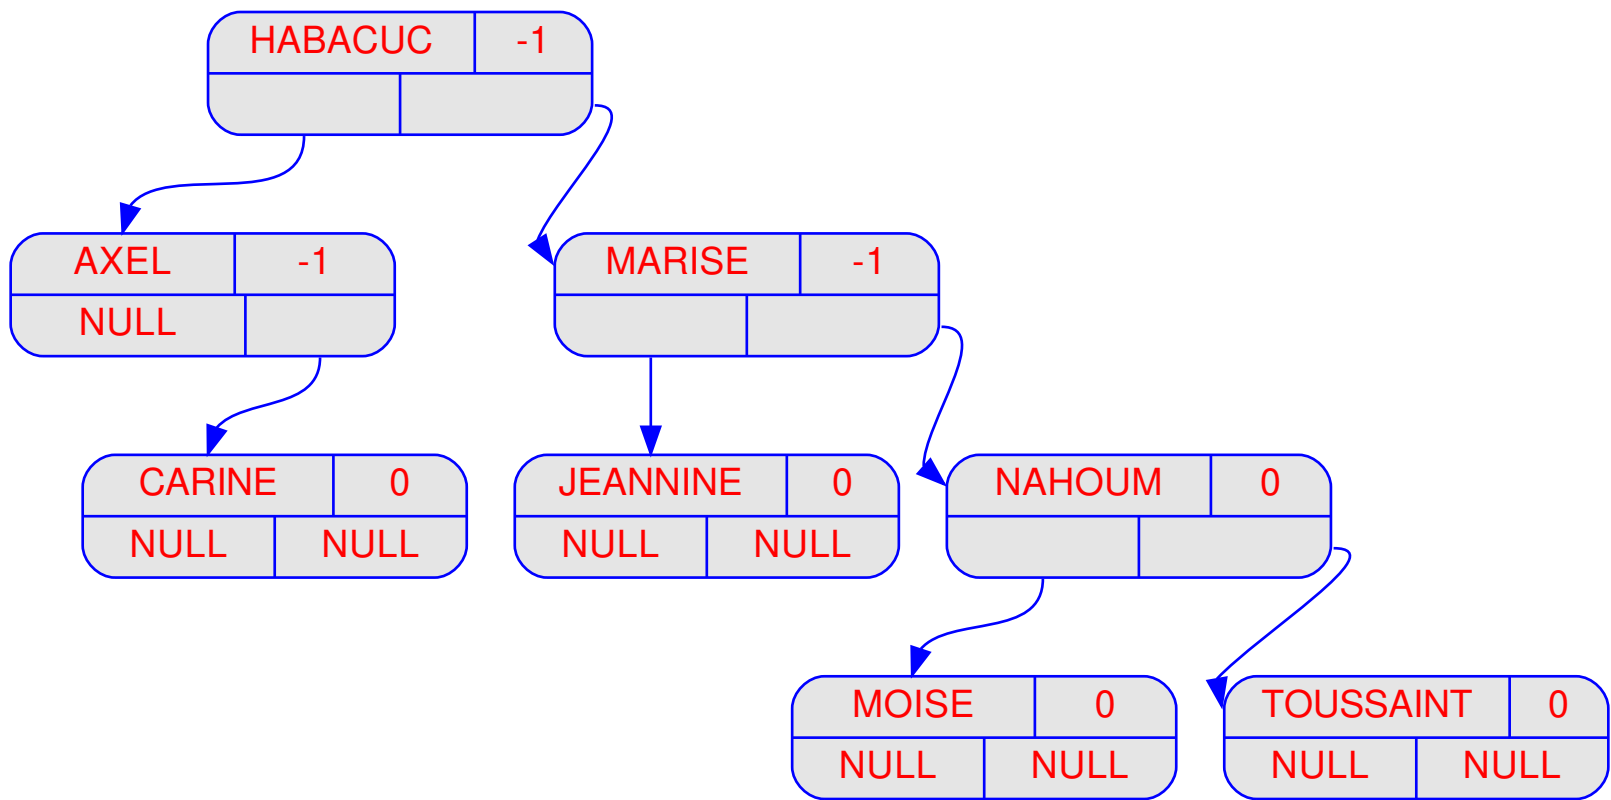 HABACUC -1
AXEL -1
NULL
MARISE -1
CARINE 0
NULL NULL
JEANNINE 0
NULL NULL
NAHOUM 0
MOISE 0
NULL NULL
TOUSSAINT 0
NULL NULL